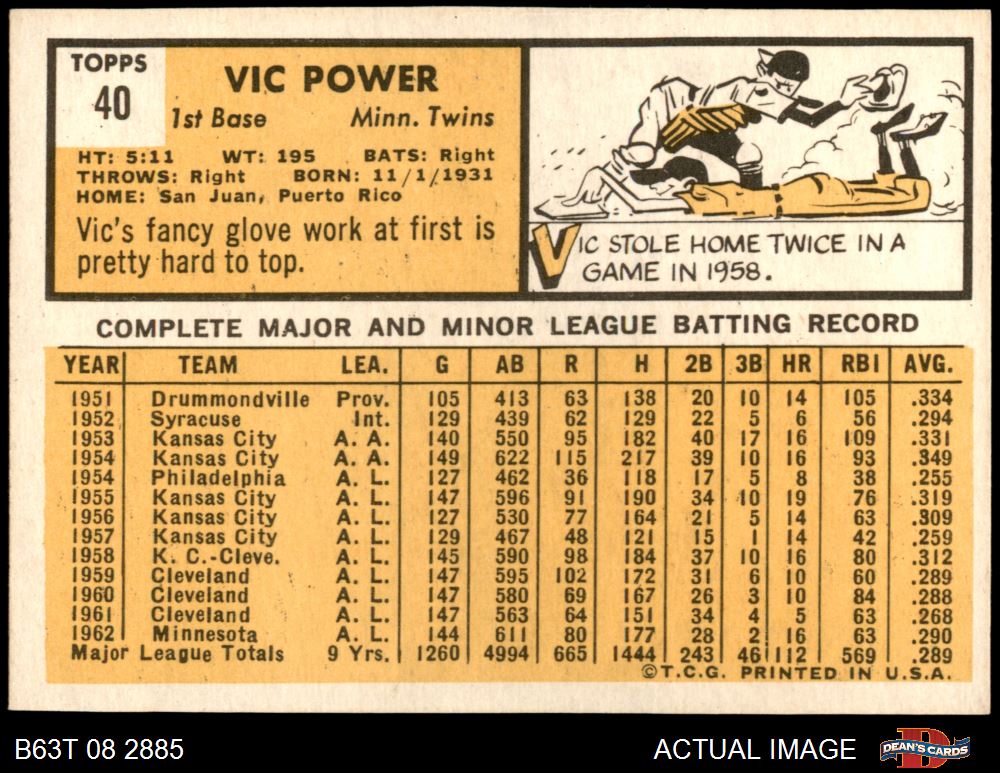 TOPPS
40
VIC POWER
1st Base Minn. Twins
HT: 5:11 WT: 195 BATS: Right
THROWS: Right BORN: 11/1/1931
HOME: San Juan, Puerto Rico
Vic's fancy glove work at first is
pretty hard to top.
VIC STOLE HOME TWICE IN A
GAME IN 1958.
COMPLETE MAJOR AND MINOR LEAGUE BATTING RECORD
YEAR TEAM LEA. G AB R H 2B 3B HR RBI AVG.
1951 Drummondville Prov. 105 413 63 138 20 10 14 105 .334
1952 Syracuse Int. 129 439 62 129 22 5 6 56 .294
1953 Kansas City A. A. 140 550 95 182 40 17 16 109 .331
1954 Kansas City A. A. 149 622 115 217 39 10 16 93 .349
1954 Philadelphia A. L. 127 462 36 118 17 5 8 38 .255
1955 Kansas City A. L. 147 596 91 190 34 10 19 76 .319
1956 Kansas City A. L. 127 530 77 164 21 5 14 63 .309
1957 Kansas City A. L. 129 467 48 121 15 1 14 42 .259
1958 K. C.-Cleve. A. L. 145 590 98 184 37 10 16 80 .312
1959 Cleveland A. L. 147 595 102 172 31 6 10 60 .289
1960 Cleveland A. L. 147 580 69 167 26 3 10 84 .288
1961 Cleveland A. L. 147 563 64 151 34 4 5 63 .268
1962 Minnesota A. L. 144 611 80 177 28 2 16 63 .290
Major League Totals 9 Yrs. 1260 4994 665 1444 243 46 112 569 .289
©T.C.G. PRINTED IN U.S.A.
B63T 08 2885 ACTUAL IMAGE DEAN'S CARDS